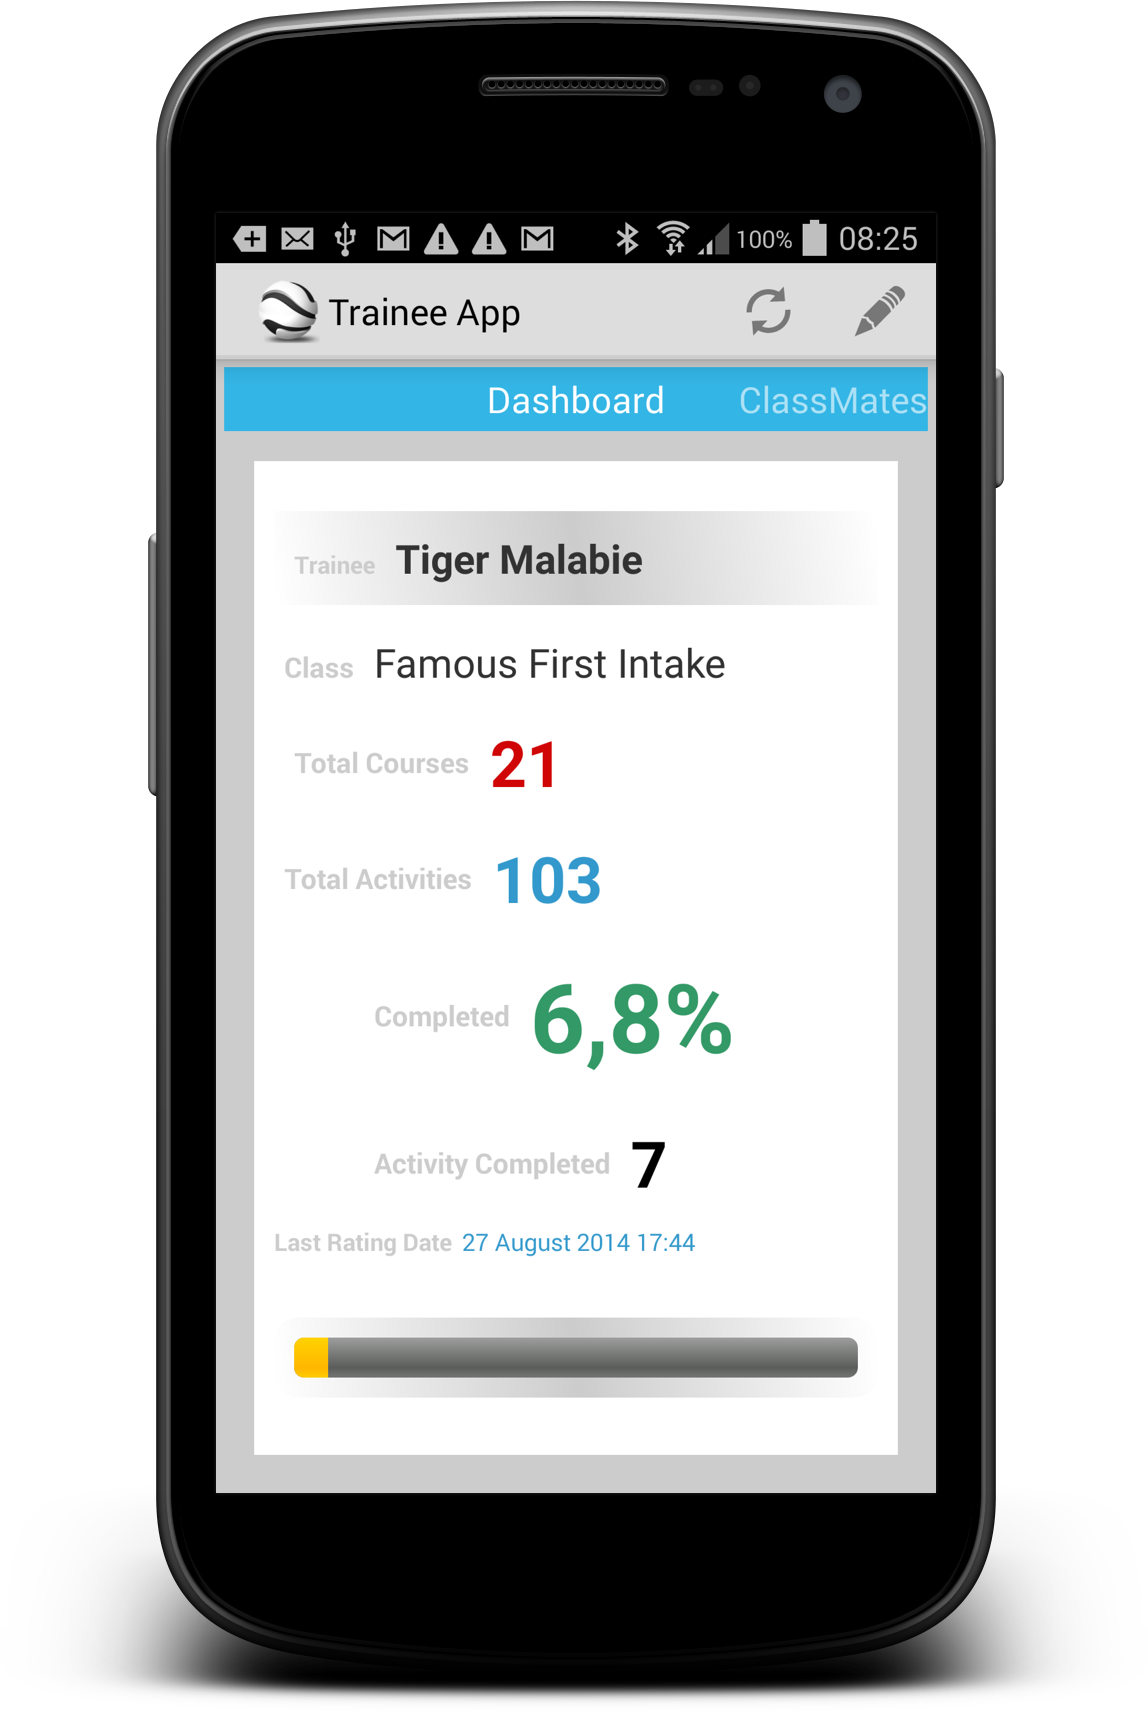 100% 08:25
Trainee App
Dashboard ClassMates
Trainee Tiger Malabie
Class Famous First Intake
Total Courses 21
Total Activities 103
Completed 6,8%
Activity Completed 7
Last Rating Date 27 August 2014 17:44